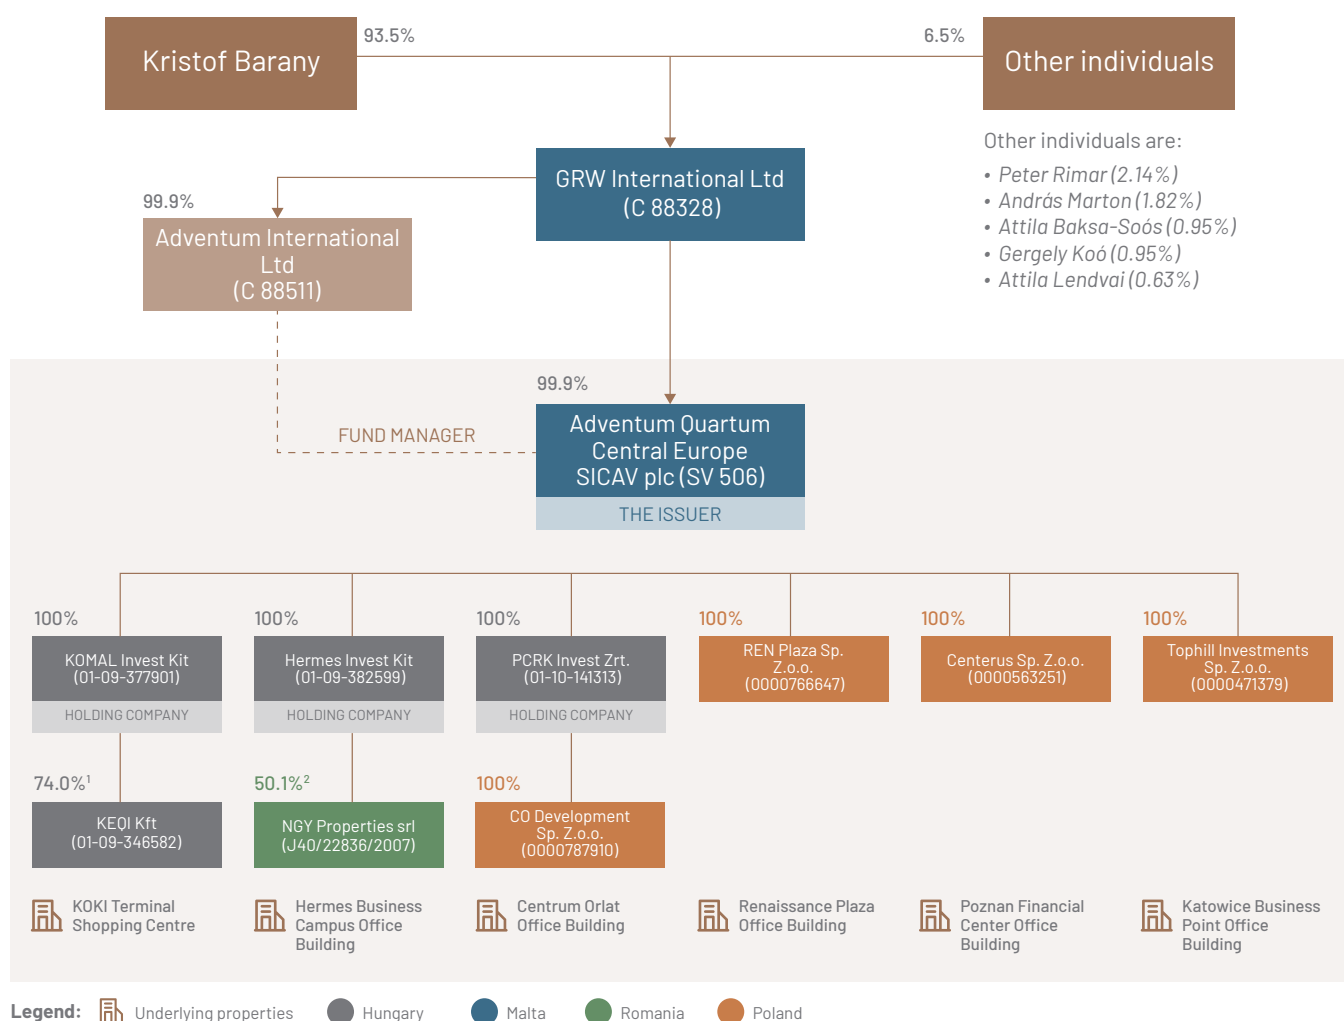 Kristof Barany
93.5%
6.5%
Other individuals
Other individuals are:
• Peter Rimar (2.14%)
• András Marton (1.82%)
• Attila Baksa-Soós (0.95%)
• Gergely Koó (0.95%)
• Attila Lendvai (0.63%)
GRW International Ltd
(C 88328)
99.9%
Adventum International
Ltd
(C 88511)
99.9%
FUND MANAGER
Adventum Quartum
Central Europe
SICAV plc (SV 506)
THE ISSUER
100%
KOMAL Invest Kit
(01-09-377901)
HOLDING COMPANY
100%
Hermes Invest Kit
(01-09-382599)
HOLDING COMPANY
100%
PCRK Invest Zrt.
(01-10-141313)
HOLDING COMPANY
100%
REN Plaza Sp.
Z.o.o.
(0000766647)
100%
Centerus Sp. Z.o.o.
(0000563251)
100%
Tophill Investments
Sp. Z.o.o.
(0000471379)
74.0%¹
KEQI Kft
(01-09-346582)
50.1%²
NGY Properties srl
(J40/22836/2007)
100%
CO Development
Sp. Z.o.o.
(0000787910)
KOKI Terminal
Shopping Centre
Hermes Business
Campus Office
Building
Centrum Orlat
Office Building
Renaissance Plaza
Office Building
Poznan Financial
Center Office
Building
Katowice Business
Point Office
Building
Legend:
Underlying properties
Hungary
Malta
Romania
Poland